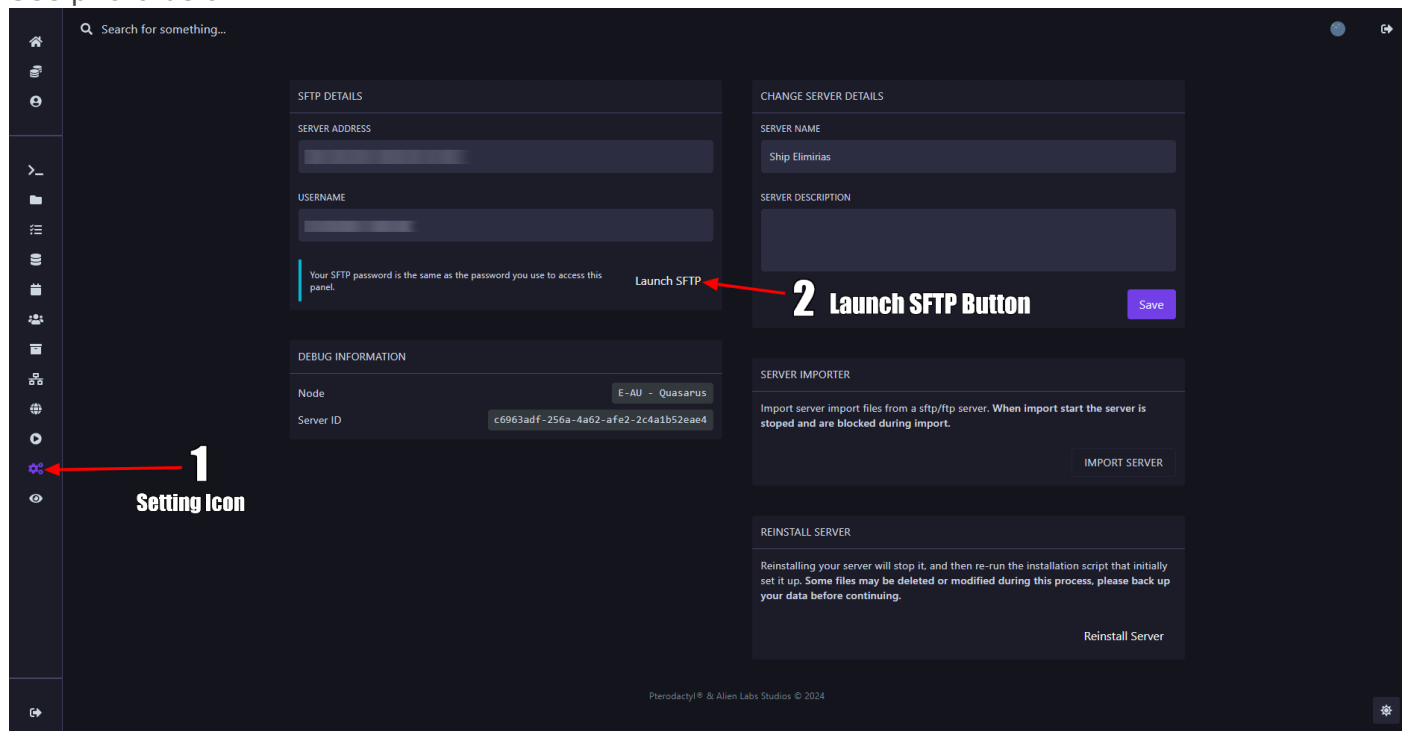 Search for something...
SFTP DETAILS
SERVER ADDRESS
USERNAME
Your SFTP password is the same as the password you use to access this
panel.
Launch SFTP
CHANGE SERVER DETAILS
SERVER NAME
Ship Elimirias
SERVER DESCRIPTION
2 Launch SFTP Button
Save
DEBUG INFORMATION
Node
E-AU - Quasarus
Server ID
c6963adf-256a-4a62-afe2-2c4a1b52eae4
SERVER IMPORTER
Import server import files from a sftp/ftp server. When import start the server is
stoped and are blocked during import.
IMPORT SERVER
1
Setting Icon
REINSTALL SERVER
Reinstalling your server will stop it, and then re-run the installation script that initially
set it up. Some files may be deleted or modified during this process, please back up
your data before continuing.
Reinstall Server
Pterodactyl® & Alien Labs Studios © 2024